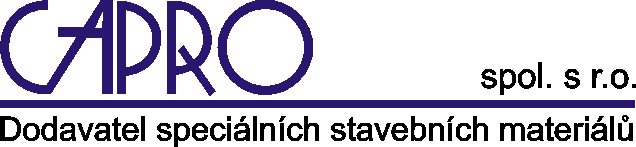 CAPRO
spol. s r.o.
Dodavatel speciálních stavebních materiálů